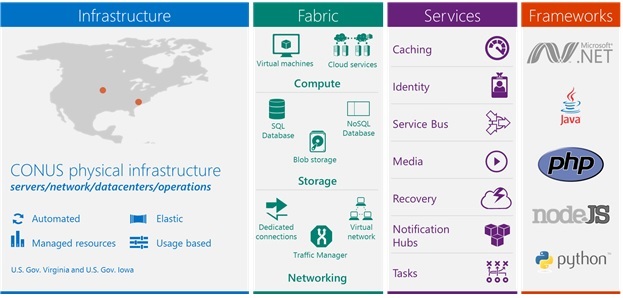 Infrastructure
CONUS physical infrastructure
servers/network/datacenters/operations
Automated
Elastic
Managed resources
Usage based
U.S. Gov. Virginia and U.S. Gov. Iowa
Fabric
Virtual machines
Cloud services
Compute
SQL
Database
NoSQL
Database
Blob storage
Storage
Dedicated
connections
Virtual
network
Traffic Manager
Networking
Services
Caching
Identity
Service Bus
Media
Recovery
Notification
Hubs
Tasks
Frameworks
Microsoft
.NET
Java
php
nodeJS
python